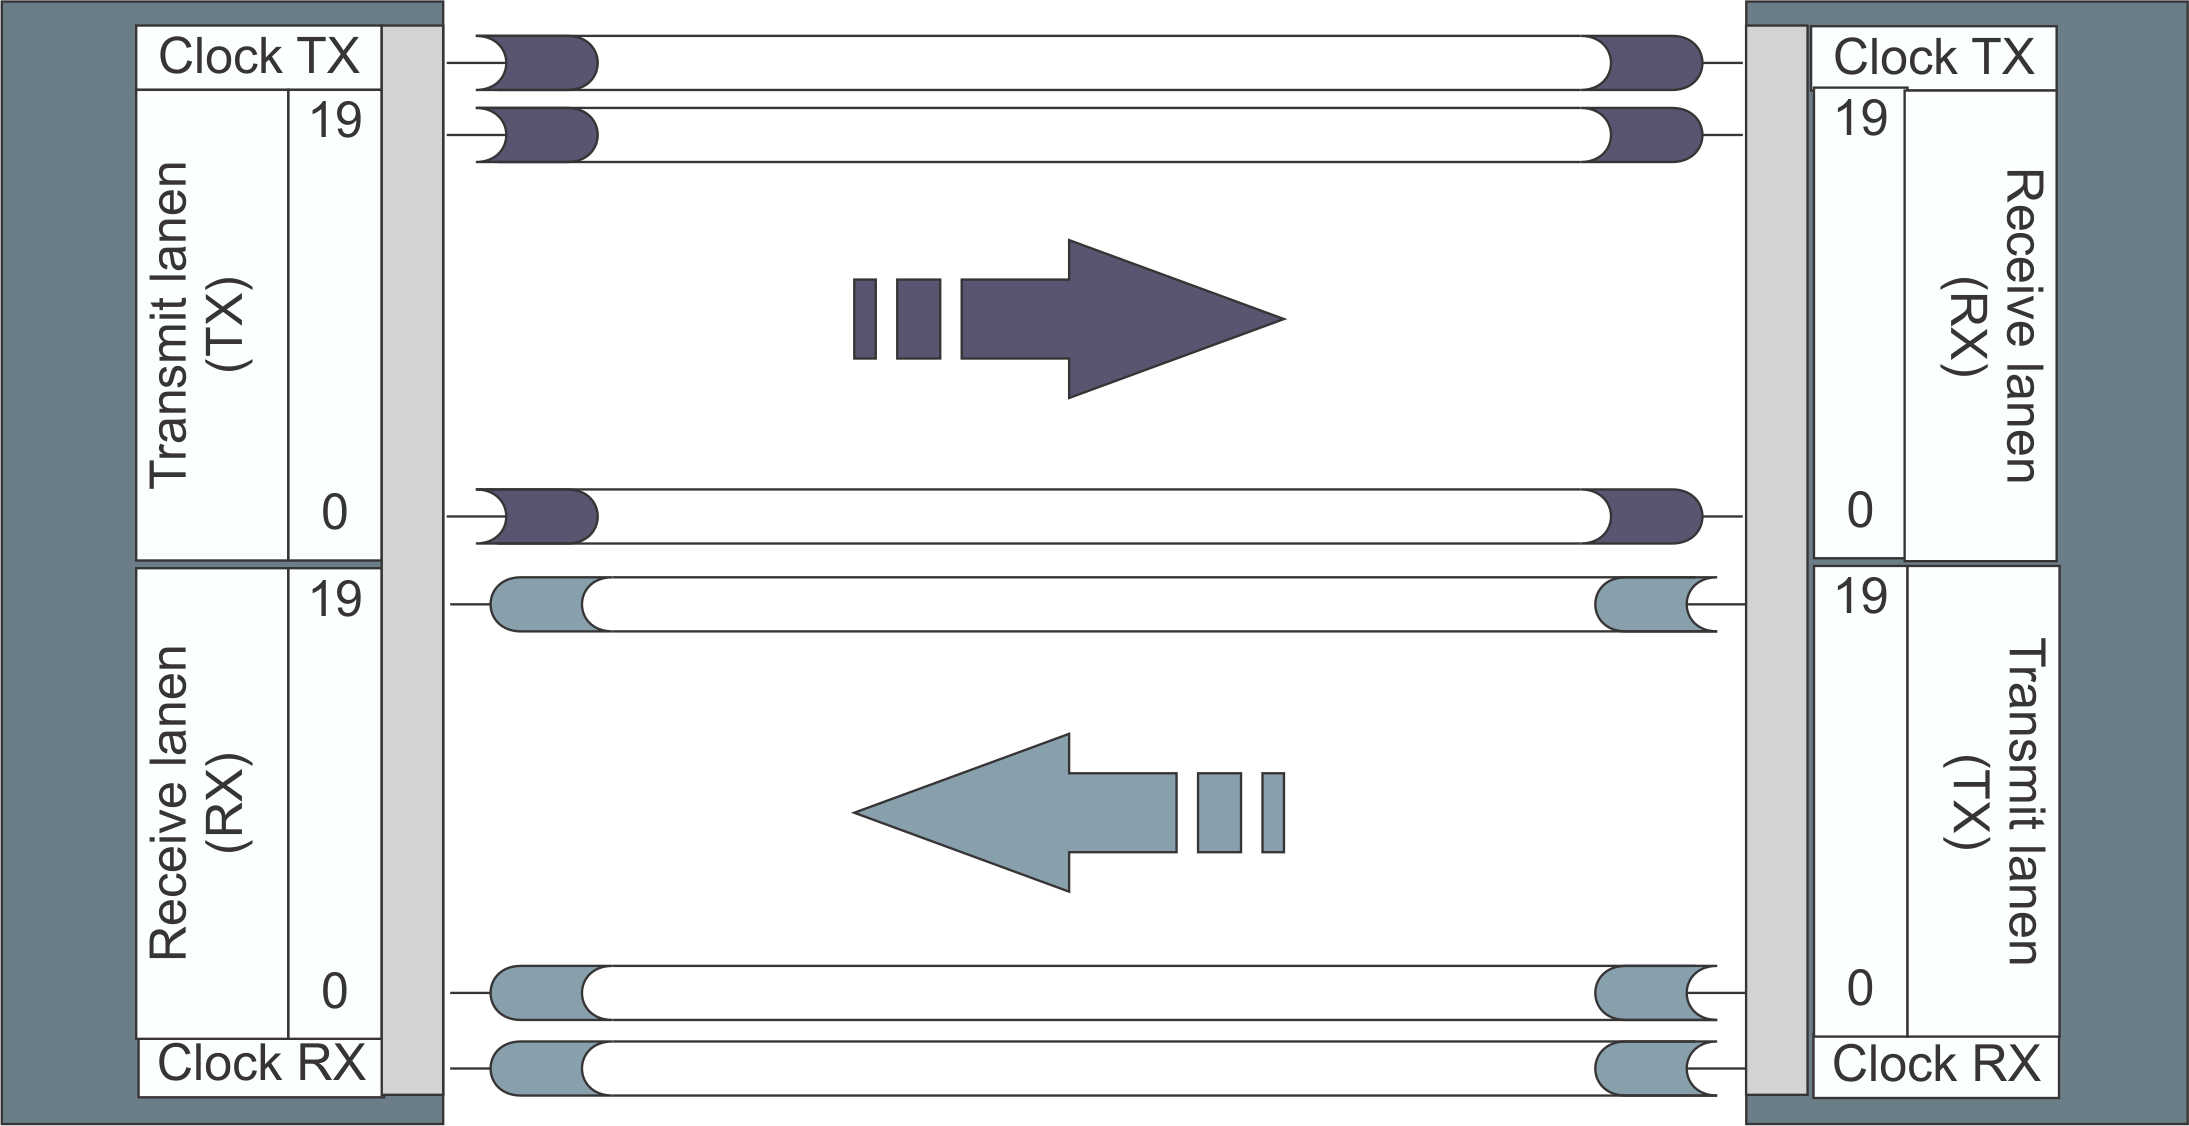 Clock TX
Transmit lanen
(TX)
19
0
Receive lanen
(RX)
19
0
Clock RX
Clock TX
19
0
Receive lanen
(RX)
19
0
Transmit lanen
(TX)
Clock RX